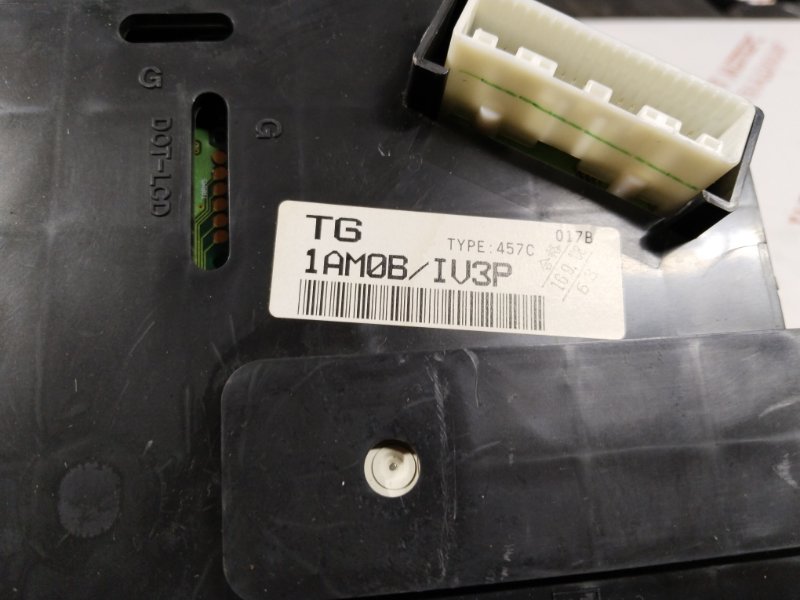 G
G
DOT-LCD
TG
TYPE:457C
017B
1AM0B/IV3P